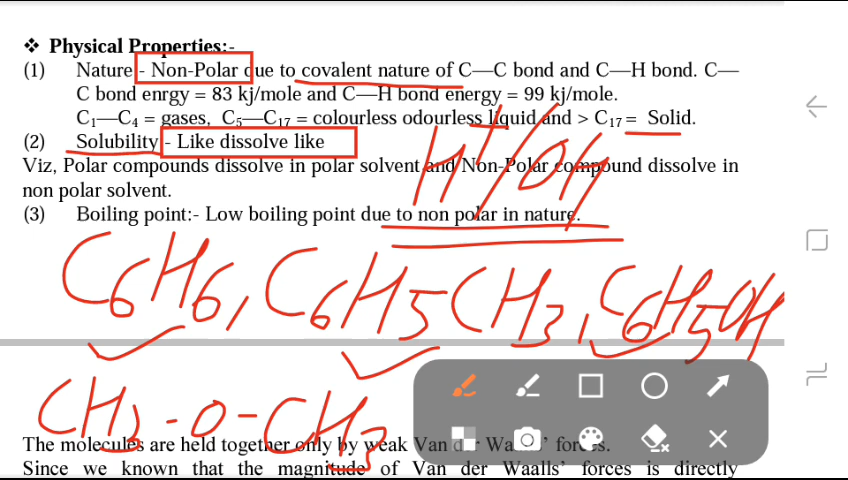 ❖ Physical Properties:-
(1) Nature - Non-Polar due to covalent nature of C—C bond and C—H bond. C—
C bond enrgy = 83 kj/mole and C—H bond energy = 99 kj/mole.
C₁—C₄ = gases, C₅—C₁₇ = colourless odourless liquid and > C₁₇ = Solid.
(2) Solubility - Like dissolve like
H⁺/OH⁻
Viz, Polar compounds dissolve in polar solvent and Non-Polar compound dissolve in
non polar solvent.
(3) Boiling point:- Low boiling point due to non polar in nature.
C₆H₆, C₆H₅CH₃, C₆H₅OH
CH₃-O-CH₃
The molecules are held together only by weak Van der Waalls' forces.
Since we known that the magnitude of Van der Waalls' forces is directly